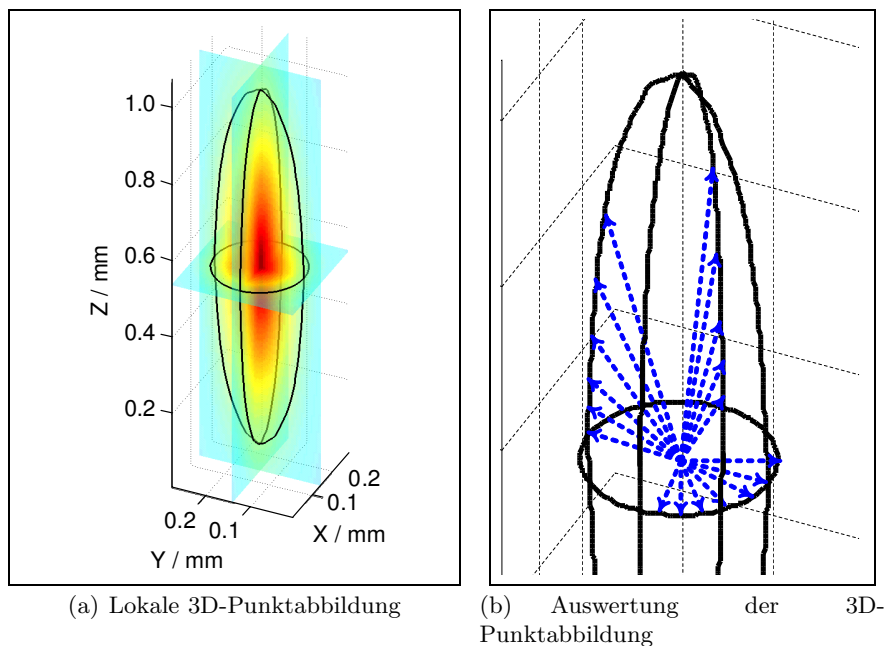 1.0
0.8
0.6
0.4
0.2
Z / mm
0.2
0.1
Y / mm
0.2
0.1
X / mm
(a) Lokale 3D-Punktabbildung
(b) Auswertung der 3D-
Punktabbildung